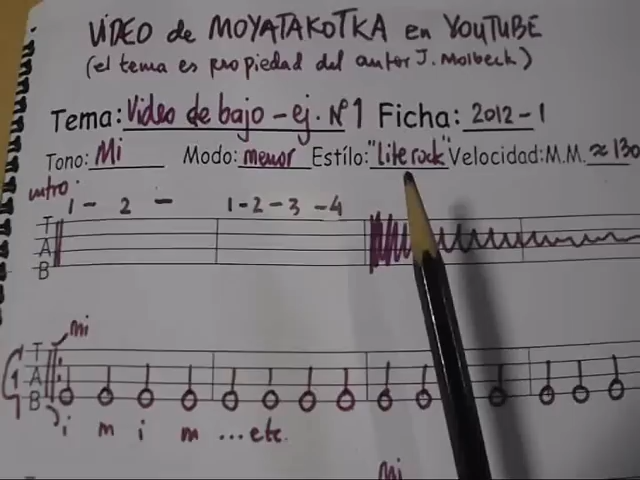 VIDEO de MOYATAKOTKA en YOUTUBE
(el tema es propiedad del autor J. Molbeck)
Tema: Video de bajo - ej. Nº1 Ficha: 2012-1
Tono: Mi Modo: menor Estílo: "Lite rock" Velocidad: M.M. ≈130
intro:
1 - 2 - 1-2-3-4
T
A
B
Mi
T
A
B
i m i m ...etc.
Mi